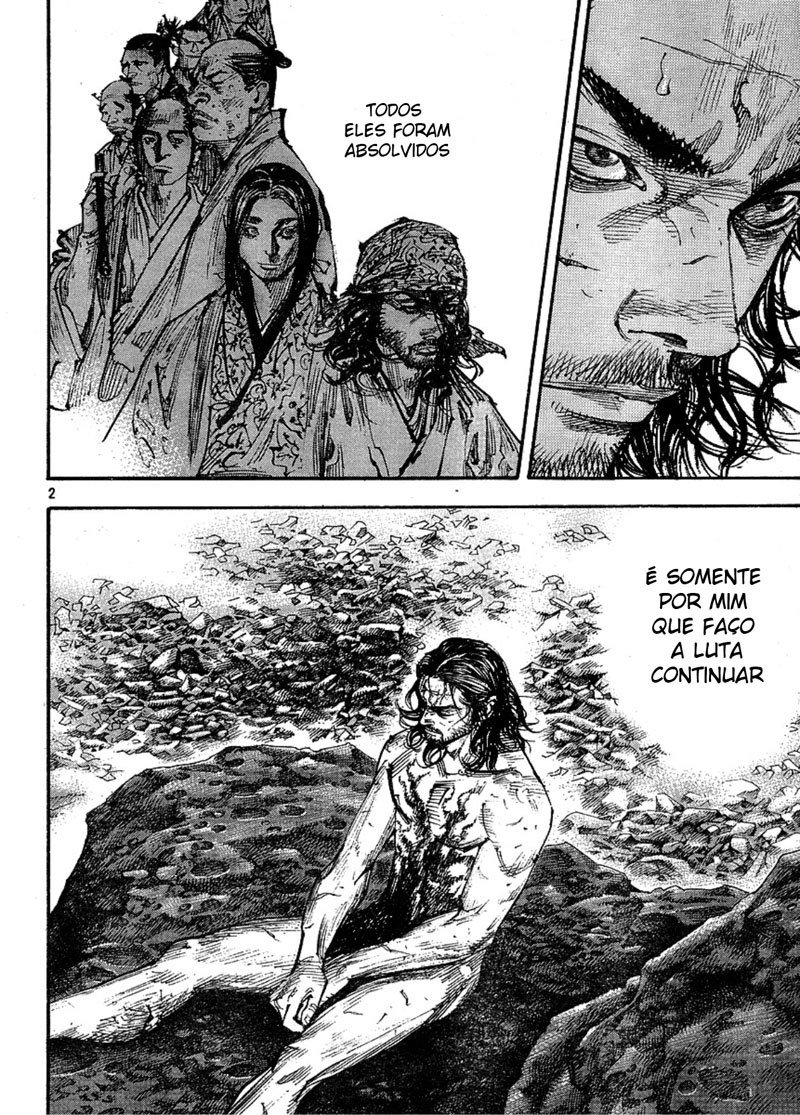 TODOS
ELES FORAM
ABSOLVIDOS
2
É SOMENTE
POR MIM
QUE FAÇO
A LUTA
CONTINUAR